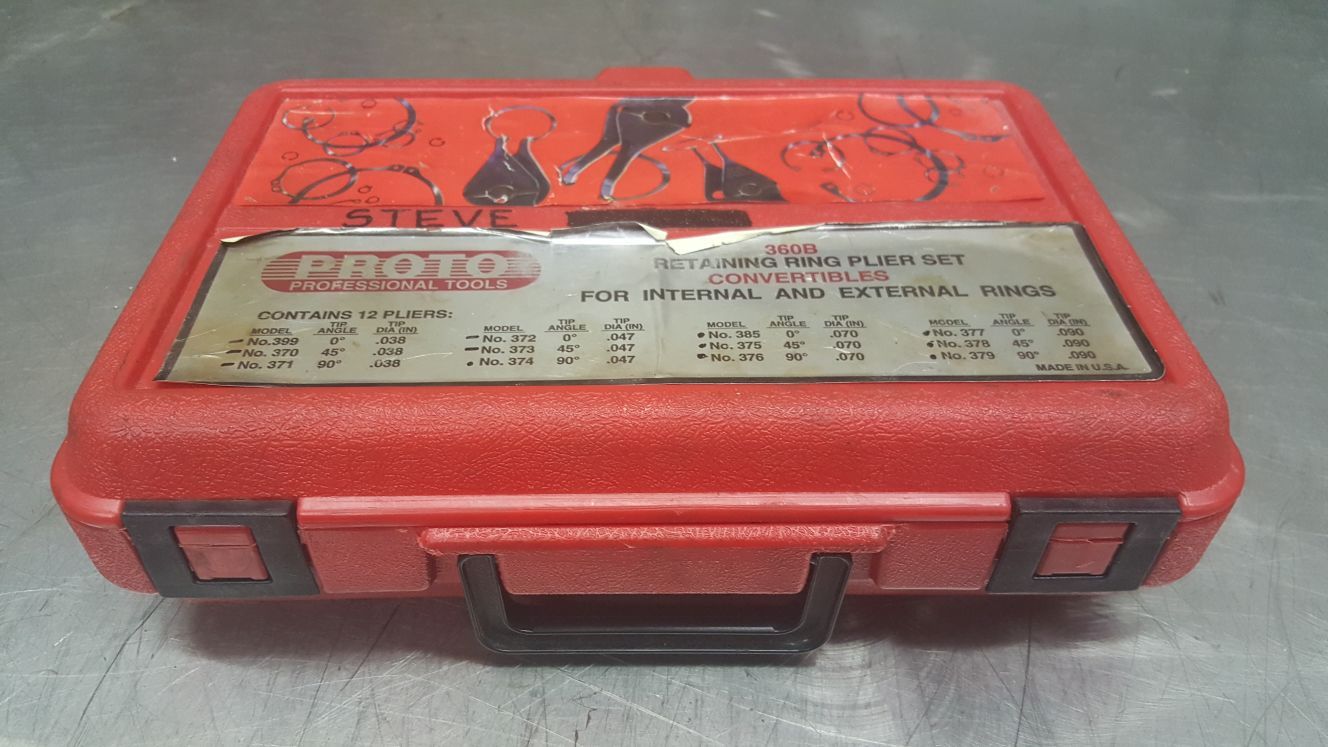 STEVE
PROTO
PROFESSIONAL TOOLS
360B
RETAINING RING PLIER SET
CONVERTIBLES
FOR INTERNAL AND EXTERNAL RINGS
CONTAINS 12 PLIERS:
MODEL TIP ANGLE TIP DIA (IN)
No. 399 0° .038
No. 370 45° .038
No. 371 90° .038
MODEL TIP ANGLE TIP DIA (IN)
No. 372 0° .047
No. 373 45° .047
No. 374 90° .047
MODEL TIP ANGLE TIP DIA (IN)
No. 385 0° .070
No. 375 45° .070
No. 376 90° .070
MODEL TIP ANGLE TIP DIA (IN)
No. 377 0° .090
No. 378 45° .090
No. 379 90° .090
MADE IN U.S.A.